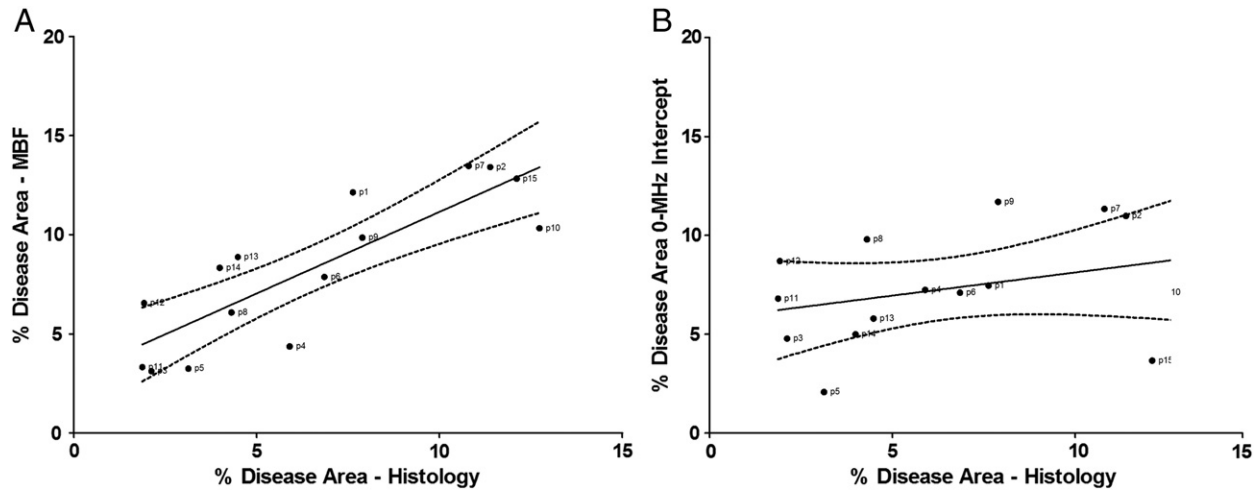 A
20
15
10
5
0
% Disease Area - MBF
p7
p2
p15
p1
p10
p9
p13
p14
p6
p12
p8
p4
p11
p3
p5
0
5
10
15
% Disease Area - Histology
B
20
15
10
5
0
% Disease Area 0-MHz Intercept
p9
p7
p2
p8
p12
p4
p1
p6
10
p11
p13
p14
p3
p15
p5
0
5
10
15
% Disease Area - Histology